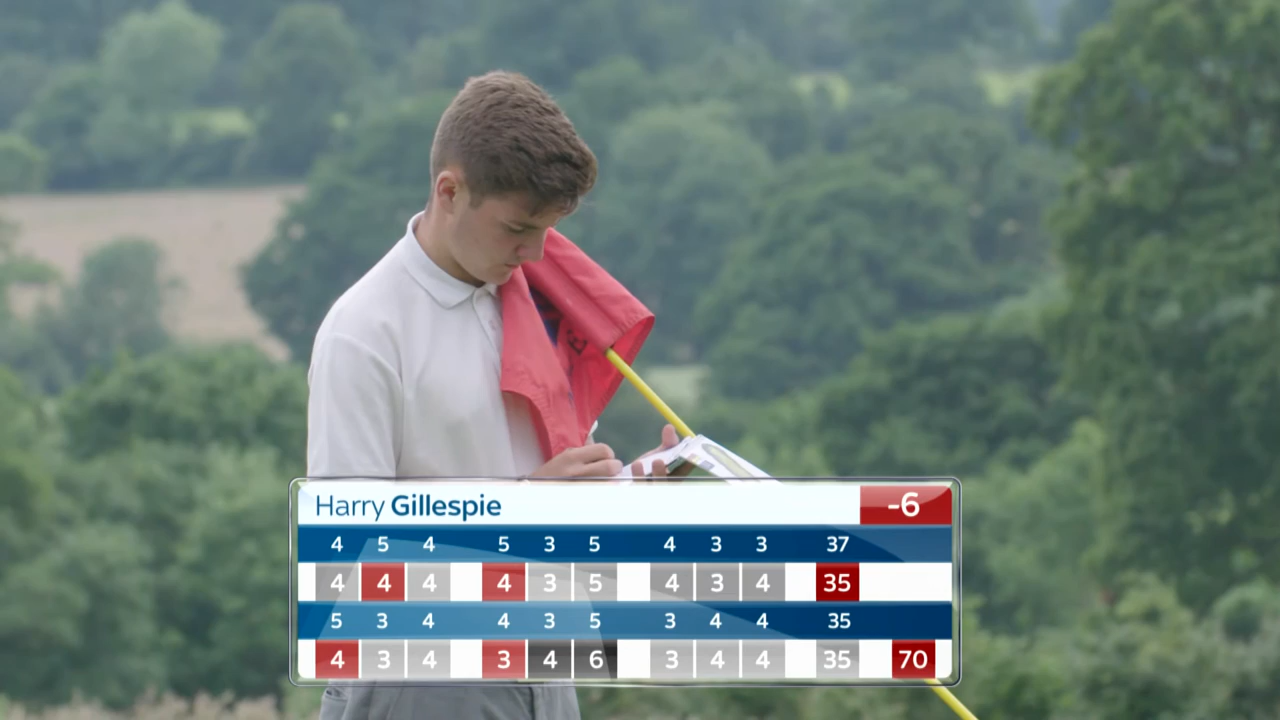 Harry Gillespie -6
4 5 4 5 3 5 4 3 3 37
4 4 4 4 3 5 4 3 4 35
5 3 4 4 3 5 3 4 4 35
4 3 4 3 4 6 3 4 4 35 70
E